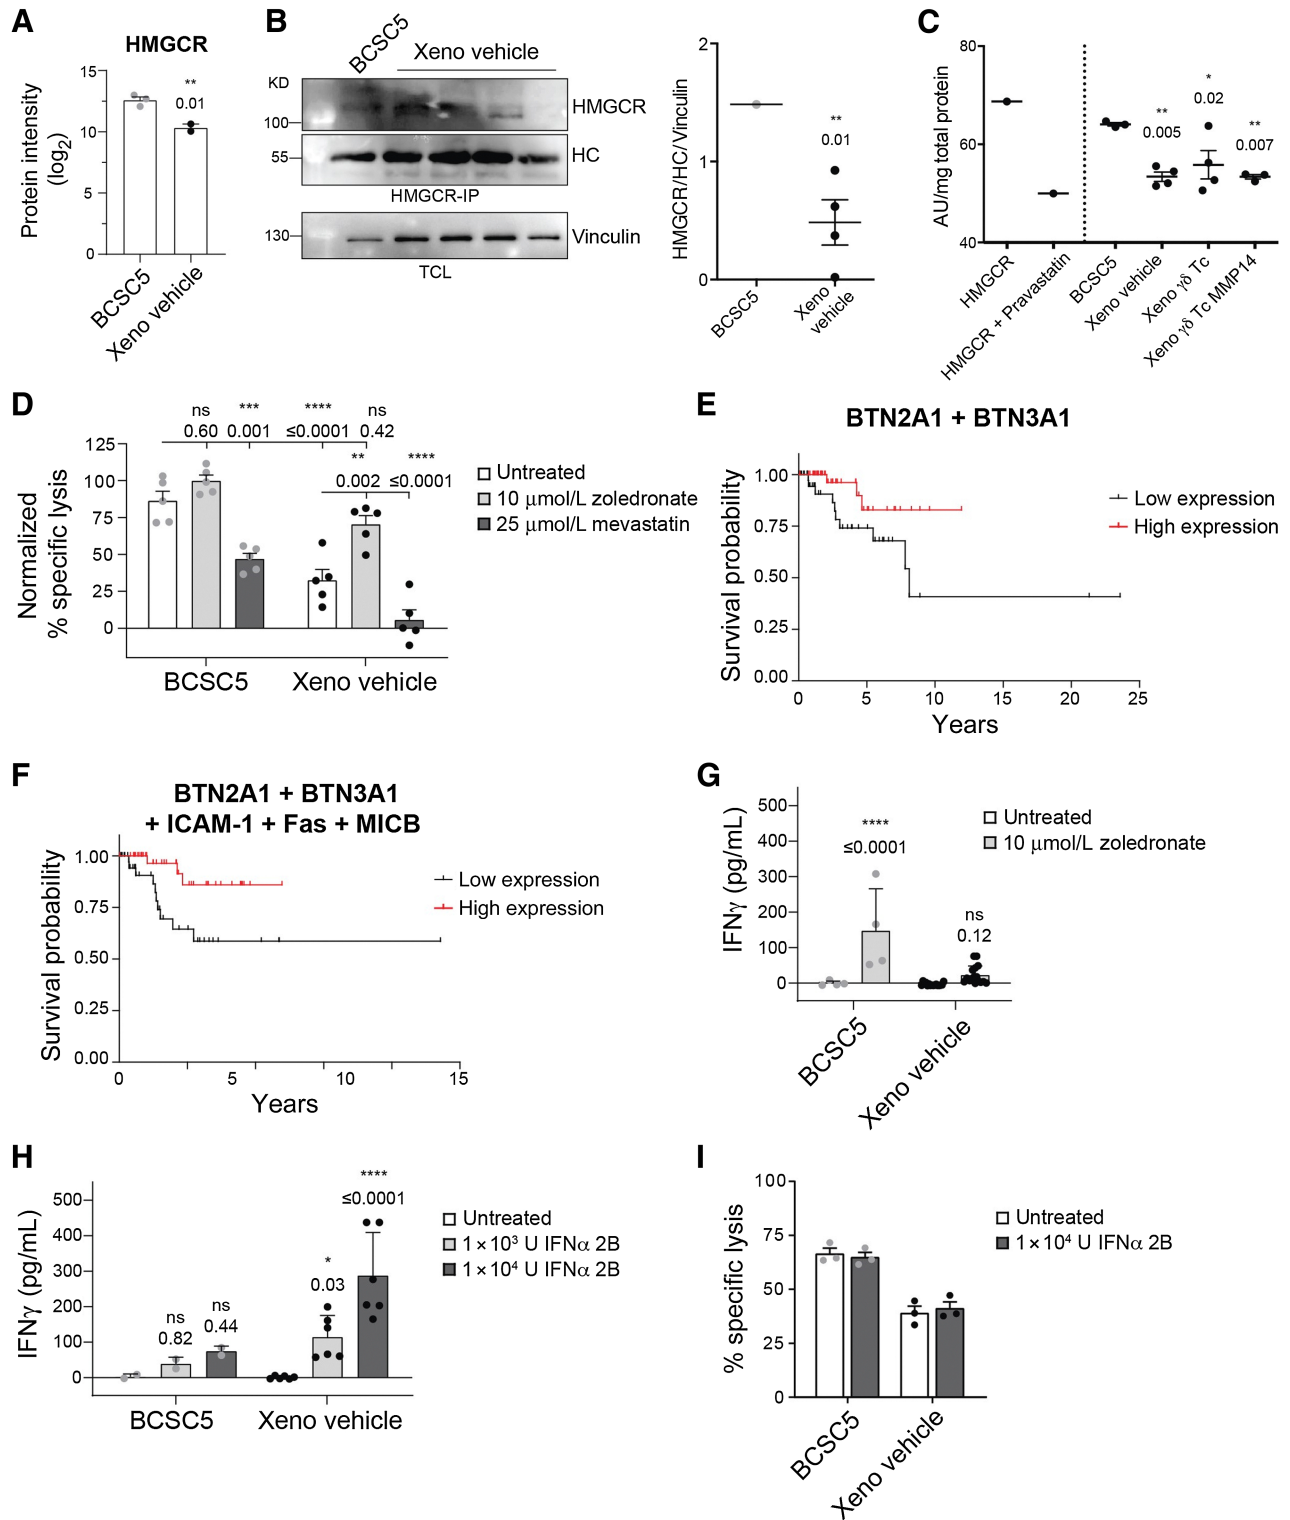 A
HMGCR
Protein intensity
(log2)
15
10
5
0
**
0.01
BCSC5
Xeno vehicle
B
BCSC5
Xeno vehicle
KD
100
HMGCR
55
HC
HMGCR-IP
130
Vinculin
TCL
HMGCR/HC/Vinculin
2
1
0
**
0.01
BCSC5
Xeno
vehicle
C
AU/mg total protein
80
60
40
**
0.005
*
0.02
**
0.007
HMGCR
HMGCR + Pravastatin
BCSC5
Xeno vehicle
Xeno γδ Tc
Xeno γδ Tc MMP14
D
Normalized
% specific lysis
125
100
75
50
25
0
ns
0.60
***
0.001
****
≤0.0001
ns
0.42
**
0.002
****
≤0.0001
BCSC5
Xeno vehicle
Untreated
10 μmol/L zoledronate
25 μmol/L mevastatin
E
BTN2A1 + BTN3A1
Survival probability
1.00
0.75
0.50
0.25
0.00
0 5 10 15 20 25
Years
Low expression
High expression
F
BTN2A1 + BTN3A1
+ ICAM-1 + Fas + MICB
Survival probability
1.00
0.75
0.50
0.25
0.00
0 5 10 15
Years
Low expression
High expression
G
IFNγ (pg/mL)
500
400
300
200
100
0
****
≤0.0001
ns
0.12
BCSC5
Xeno vehicle
Untreated
10 μmol/L zoledronate
H
IFNγ (pg/mL)
500
400
300
200
100
0
ns
0.82
ns
0.44
*
0.03
****
≤0.0001
BCSC5
Xeno vehicle
Untreated
1 × 10³ U IFNα 2B
1 × 10⁴ U IFNα 2B
I
% specific lysis
100
75
50
25
0
BCSC5
Xeno vehicle
Untreated
1 × 10⁴ U IFNα 2B